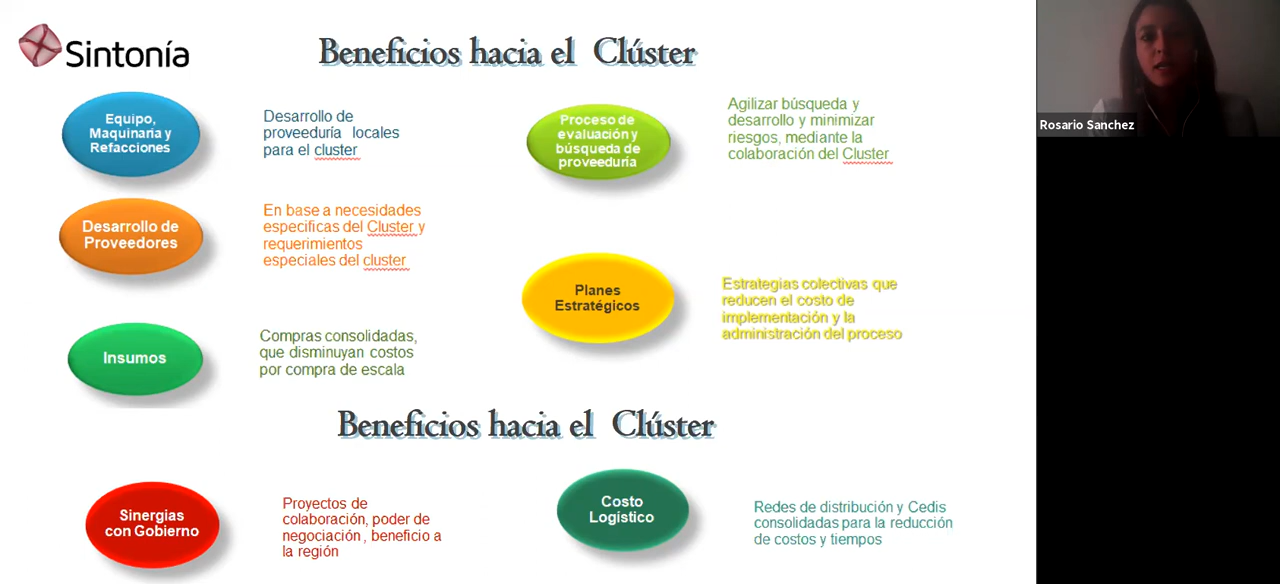 Sintonía
Beneficios hacia el Clúster
Equipo,
Maquinaria y
Refacciones
Desarrollo de
proveeduría locales
para el cluster
Proceso de
evaluación y
búsqueda de
proveeduría
Agilizar búsqueda y
desarrollo y minimizar
riesgos, mediante la
colaboración del Cluster
Rosario Sanchez
Desarrollo de
Proveedores
En base a necesidades
especificas del Cluster y
requerimientos
especiales del cluster
Planes
Estratégicos
Estrategias colectivas que
reducen el costo de
implementación y la
administración del proceso
Insumos
Compras consolidadas,
que disminuyan costos
por compra de escala
Beneficios hacia el Clúster
Sinergias
con Gobierno
Proyectos de
colaboración, poder de
negociación , beneficio a
la región
Costo
Logístico
Redes de distribución y Cedis
consolidadas para la reducción
de costos y tiempos